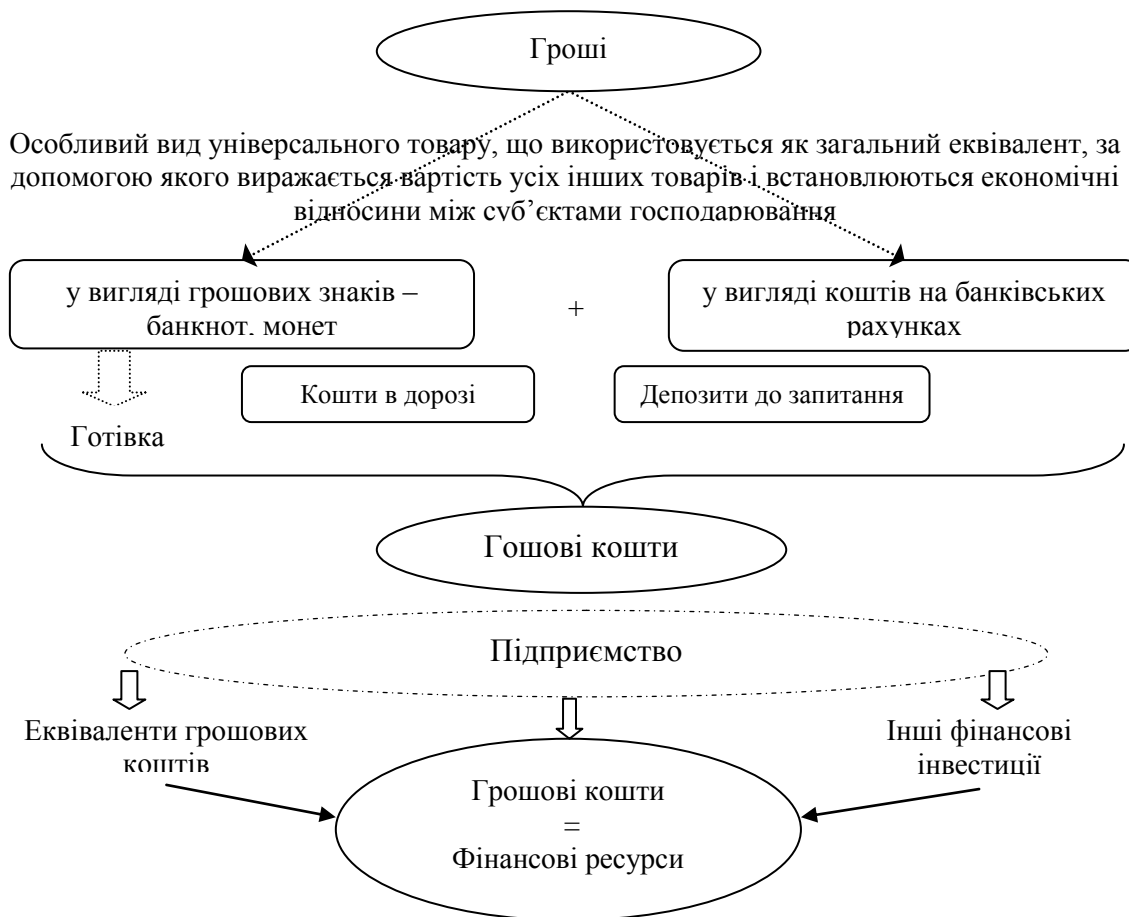 Гроші
Особливий вид універсального товару, що використовується як загальний еквівалент, за
допомогою якого виражається вартість усіх інших товарів і встановлюються економічні
відносини між суб’єктами господарювання
у вигляді грошових знаків –
банкнот, монет
+
у вигляді коштів на банківських
рахунках
Кошти в дорозі
Депозити до запитання
Готівка
Гошові кошти
Підприємство
Еквіваленти грошових
коштів
Інші фінансові
інвестиції
Грошові кошти
=
Фінансові ресурси